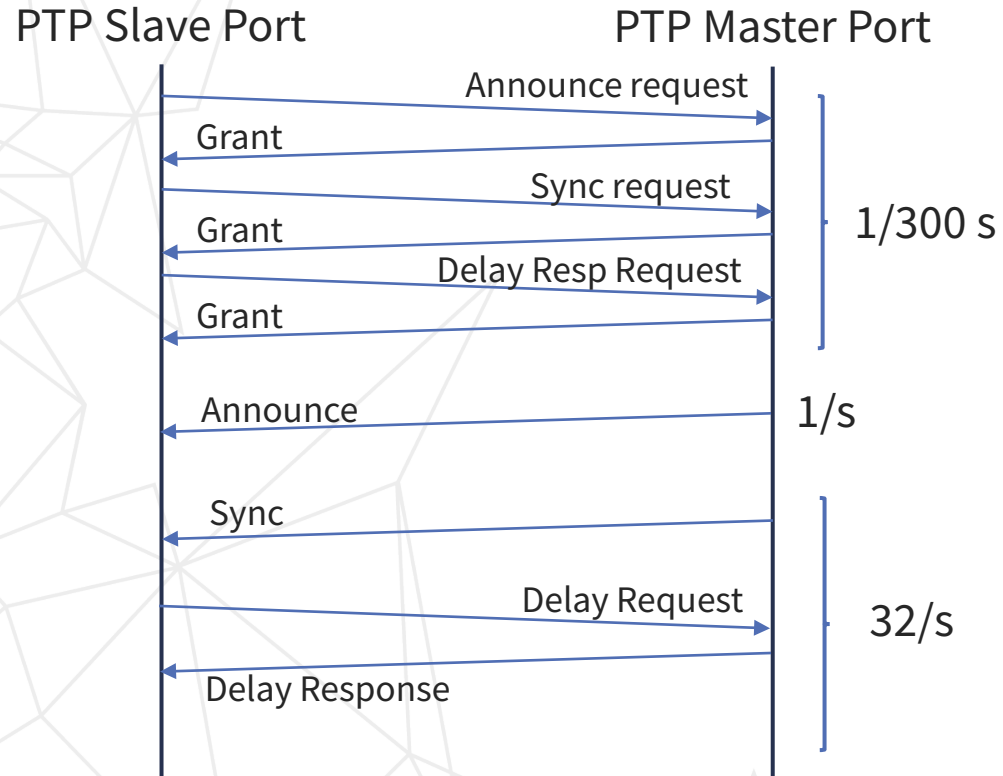 PTP Slave Port
PTP Master Port
Announce request
Grant
Sync request
1/300 s
Grant
Delay Resp Request
Grant
Announce
1/s
Sync
Delay Request
32/s
Delay Response